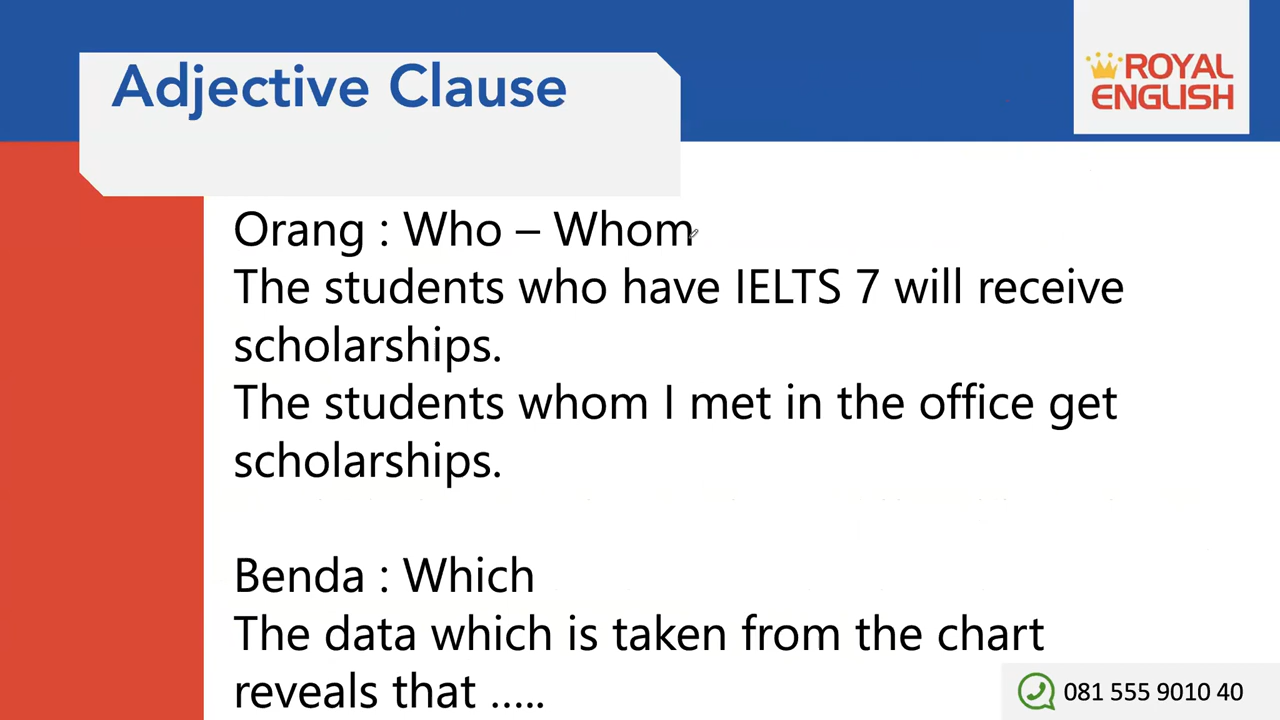 Adjective Clause
ROYAL
ENGLISH
Orang : Who – Whom
The students who have IELTS 7 will receive
scholarships.
The students whom I met in the office get
scholarships.
Benda : Which
The data which is taken from the chart
reveals that …..
081 555 9010 40